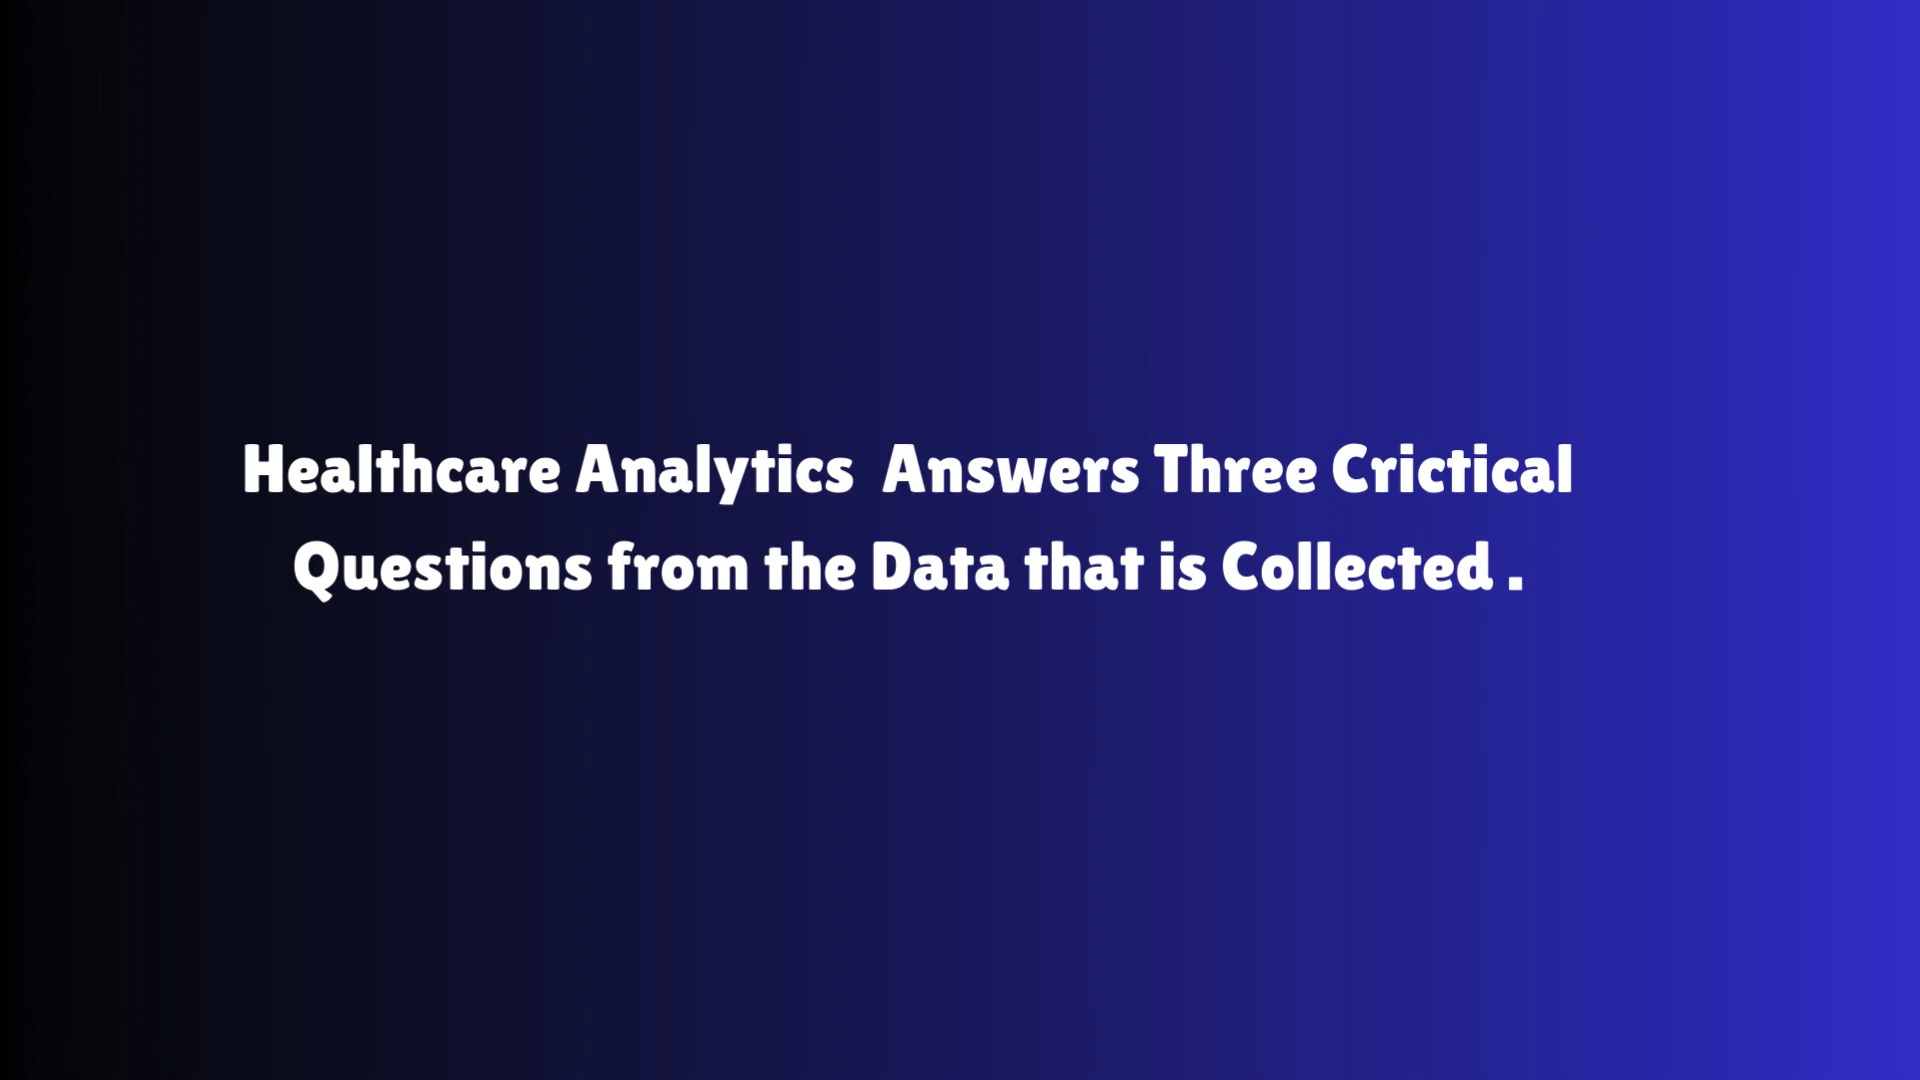 Healthcare Analytics  Answers Three Crictical
Questions from the Data that is Collected .